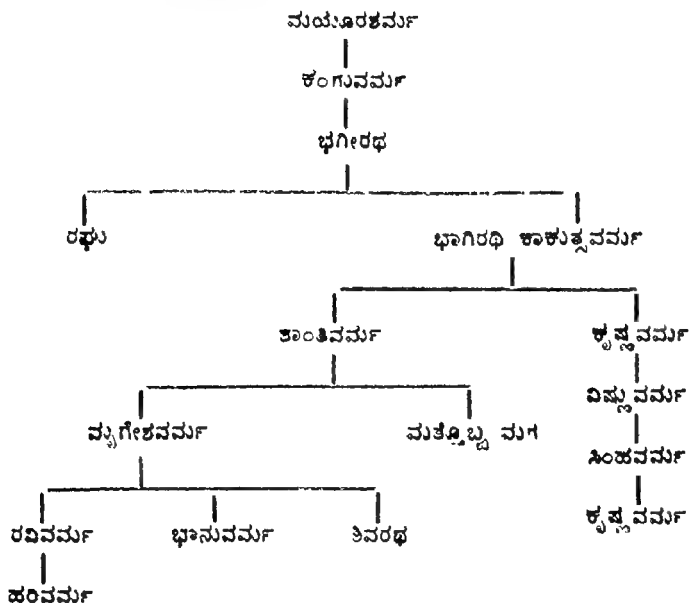 ಮಯೂರಶರ್ಮ
ಕಂಗುವರ್ಮ
ಭಗೀರಥ
ರಘು ಭಾಗಿರಥಿ ಕಾಕುತ್ಸವರ್ಮ
ಶಾಂತಿವರ್ಮ ಕೃಷ್ಣವರ್ಮ
ವಿಷ್ಣುವರ್ಮ
ಮೃಗೇಶವರ್ಮ ಮತ್ತೊಬ್ಬ ಮಗ
ಸಿಂಹವರ್ಮ
ಕೃಷ್ಣವರ್ಮ
ರವಿವರ್ಮ ಭಾನುವರ್ಮ ಶಿವರಥ
ಹರಿವರ್ಮ